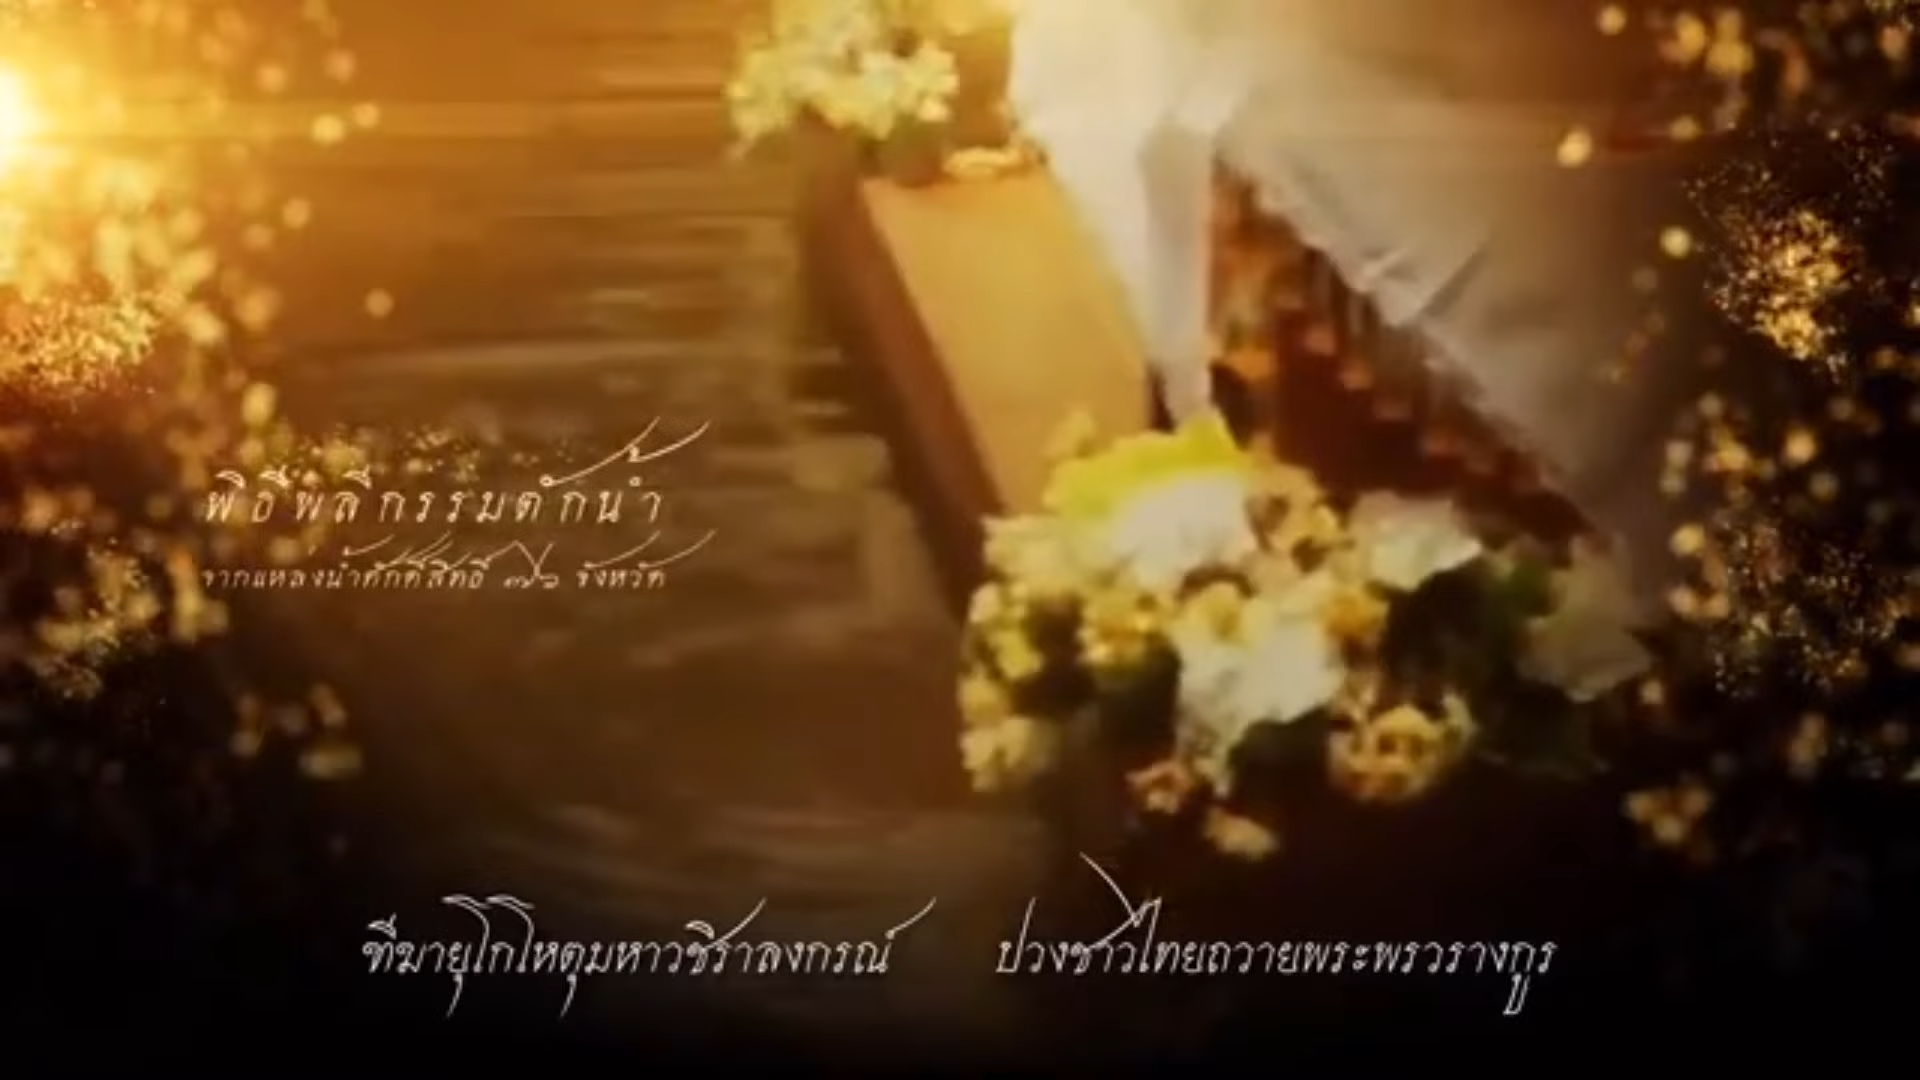 พิธีพลีกรรมตักน้ำ
จากแหล่งน้ำศักดิ์สิทธิ์ ๗๖ จังหวัด
ทีฆายุโกโหตุมหาวชิราลงกรณ์ ปวงชาวไทยถวายพระพรวรางกูร